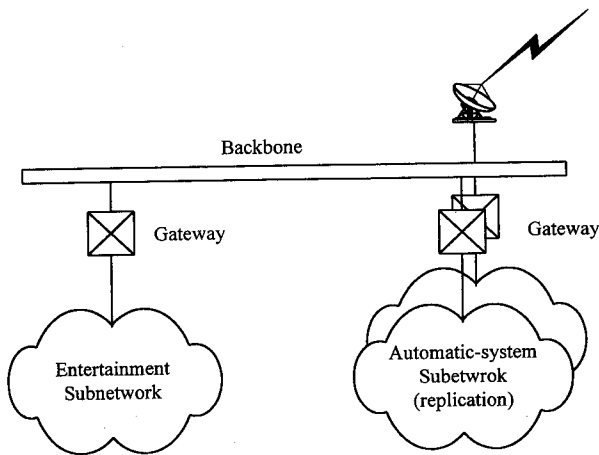 Backbone
Gateway
Gateway
Entertainment
Subnetwork
Automatic-system
Subetwrok
(replication)